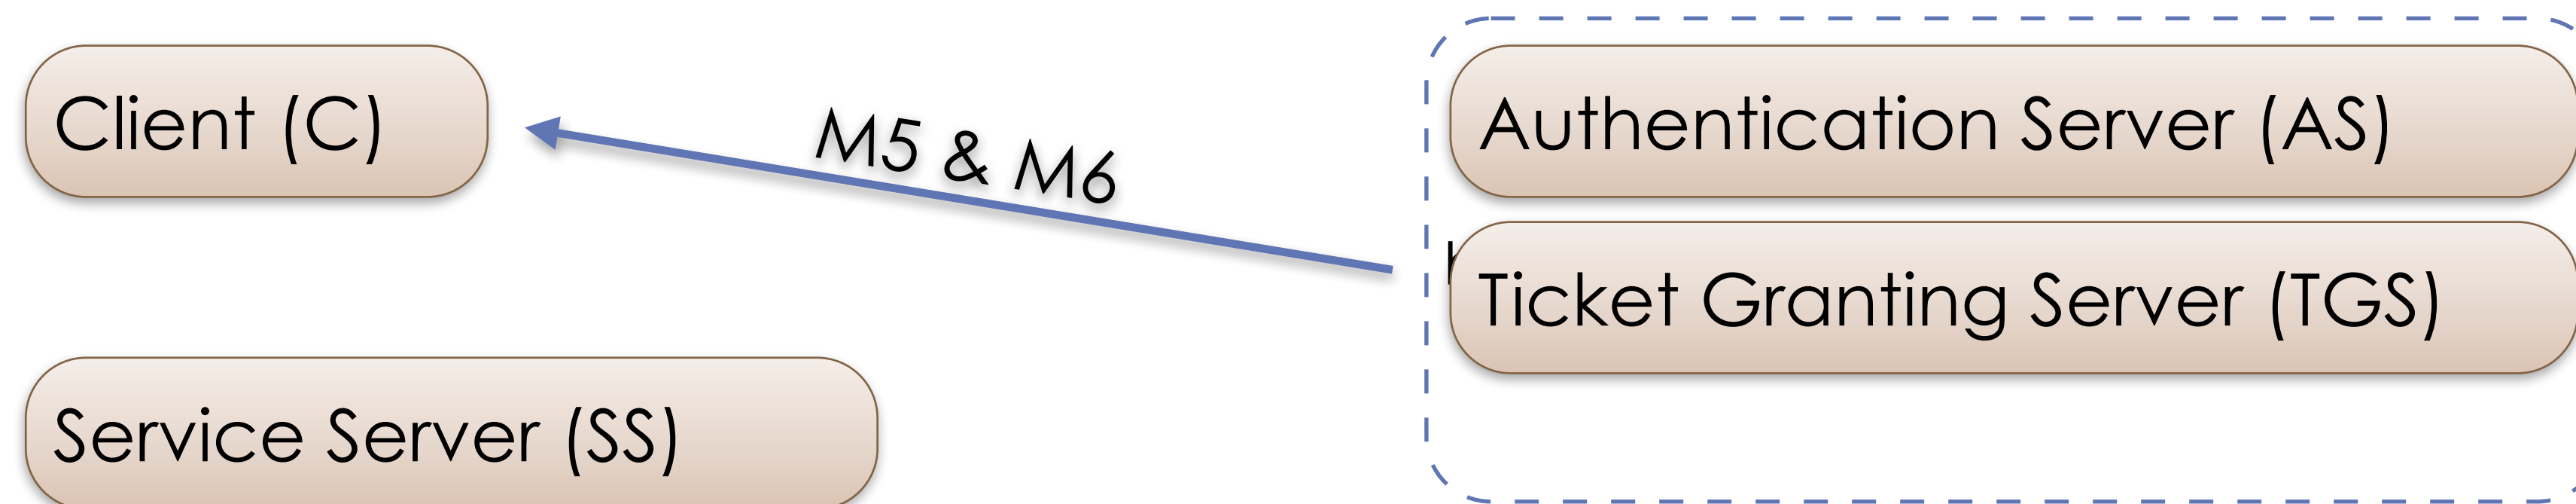 Client (C)
M5 & M6
Authentication Server (AS)
Ticket Granting Server (TGS)
Service Server (SS)